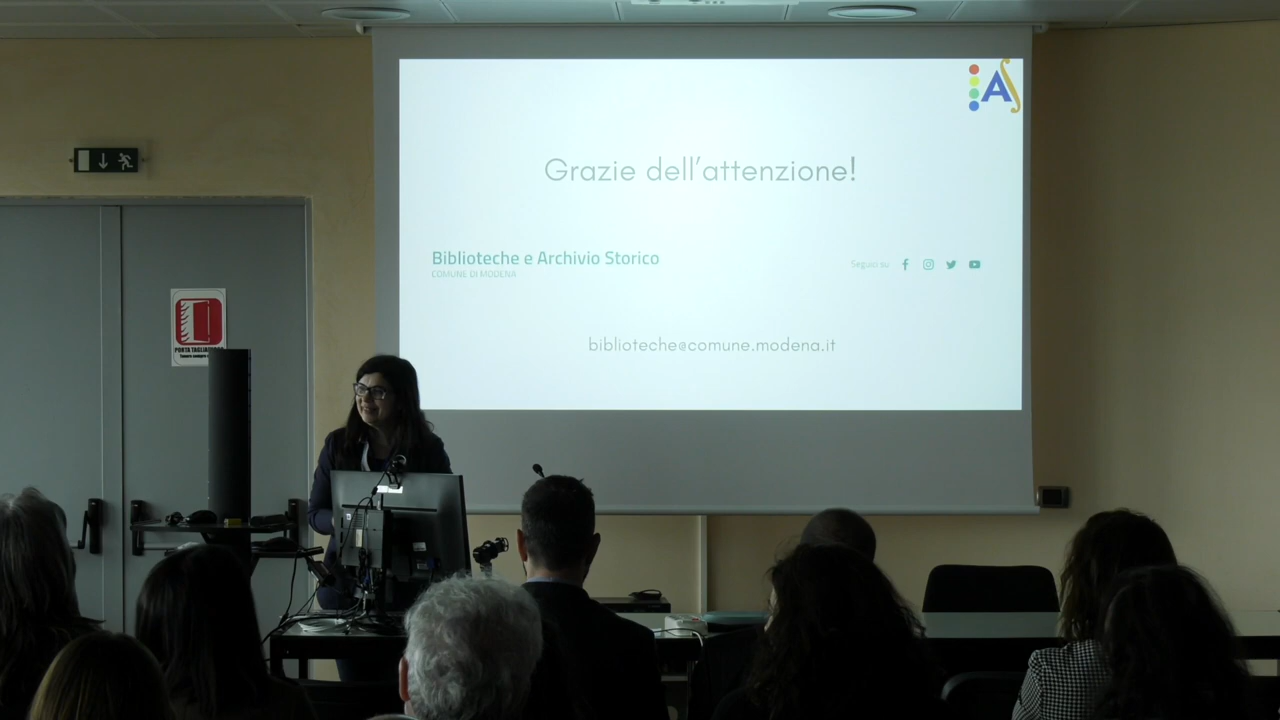 A
Grazie dell'attenzione!
Biblioteche e Archivio Storico
COMUNE DI MODENA
Seguici su
biblioteche@comune.modena.it